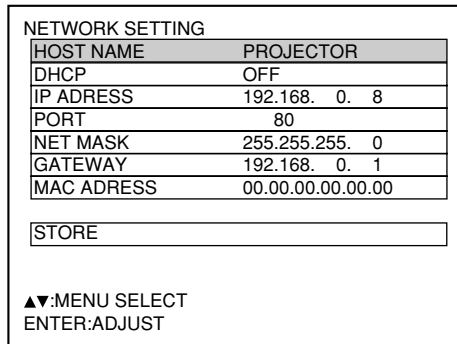 NETWORK SETTING
HOST NAME PROJECTOR
DHCP OFF
IP ADRESS 192.168. 0. 8
PORT 80
NET MASK 255.255.255. 0
GATEWAY 192.168. 0. 1
MAC ADRESS 00.00.00.00.00.00
STORE
▲▼:MENU SELECT
ENTER:ADJUST